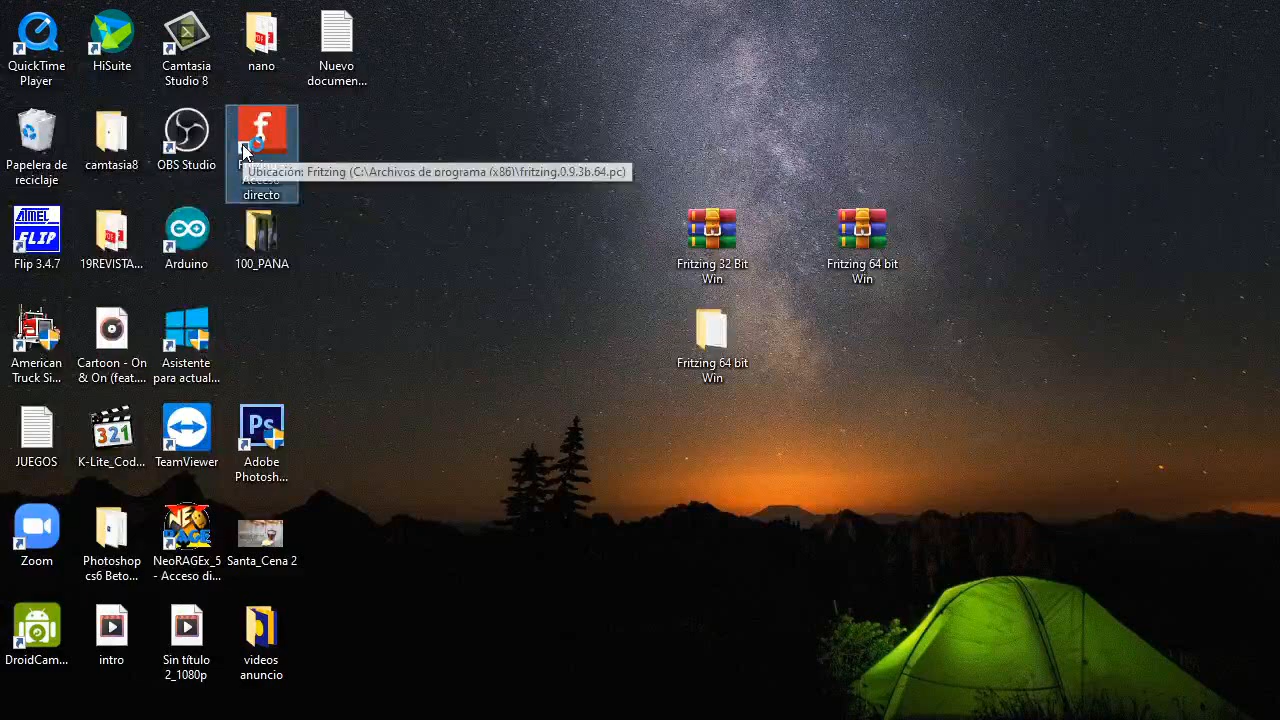 QuickTime
Player
HiSuite
Camtasia
Studio 8
nano
Nuevo
documen...
Papelera de
reciclaje
camtasia8
OBS Studio
f
directo
Ubicación: Fritzing (C:\Archivos de programa (x86)\fritzing.0.9.3b.64.pc)
ATMEL
FLIP
Flip 3.4.7
19REVISTA...
Arduino
100_PANA
Fritzing 32 Bit
Win
Fritzing 64 bit
Win
American
Truck Si...
Cartoon - On
& On (feat....
Asistente
para actual...
Fritzing 64 bit
Win
JUEGOS
321
K-Lite_Cod...
TeamViewer
Ps
Adobe
Photosh...
Zoom
Photoshop
cs6 Beto...
NEO
RAGE
NeoRAGEx_5
- Acceso di...
Santa_Cena 2
DroidCam...
intro
Sin título
2_1080p
videos
anuncio